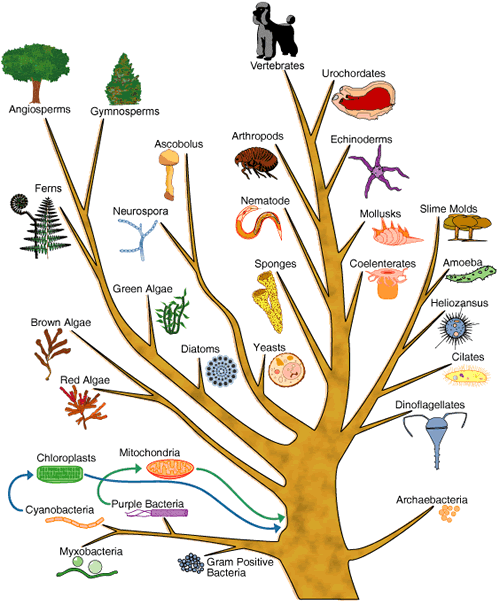 Vertebrates
Urochordates
Angiosperms
Gymnosperms
Ascobolus
Arthropods
Echinoderms
Ferns
Neurospora
Nematode
Mollusks
Slime Molds
Sponges
Coelenterates
Amoeba
Green Algae
Heliozansus
Brown Algae
Diatoms
Yeasts
Cilates
Red Algae
Dinoflagellates
Chloroplasts
Mitochondria
Cyanobacteria
Purple Bacteria
Archaebacteria
Myxobacteria
Gram Positive
Bacteria